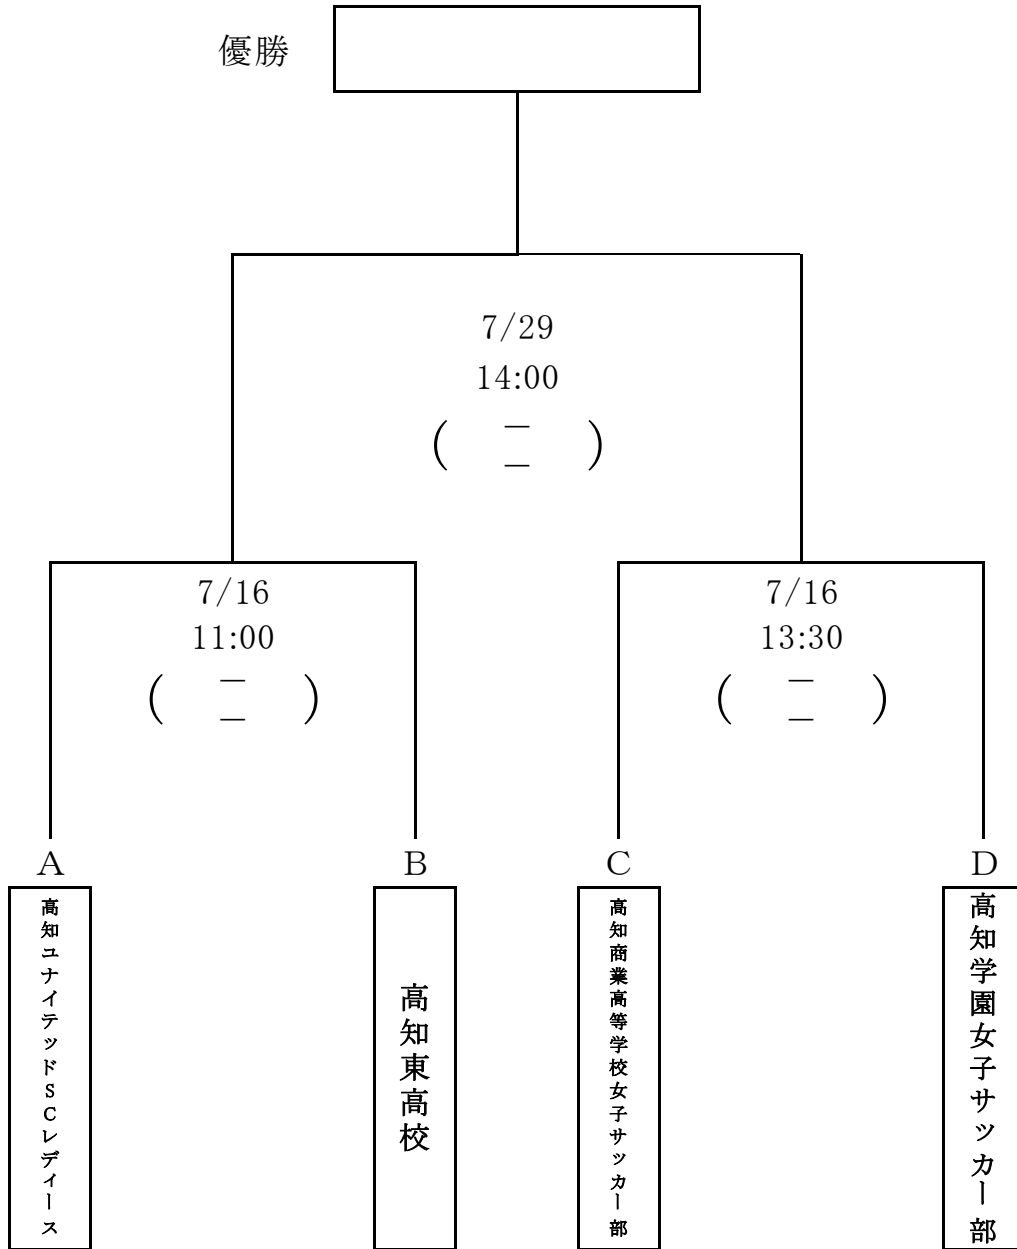 優勝
7/29
14:00
( － － )
7/16
11:00
( － － )
7/16
13:30
( － － )
A
B
C
D
高知ユナイテッドSCレディース
高知東高校
高知商業高等学校女子サッカー部
高知学園女子サッカー部